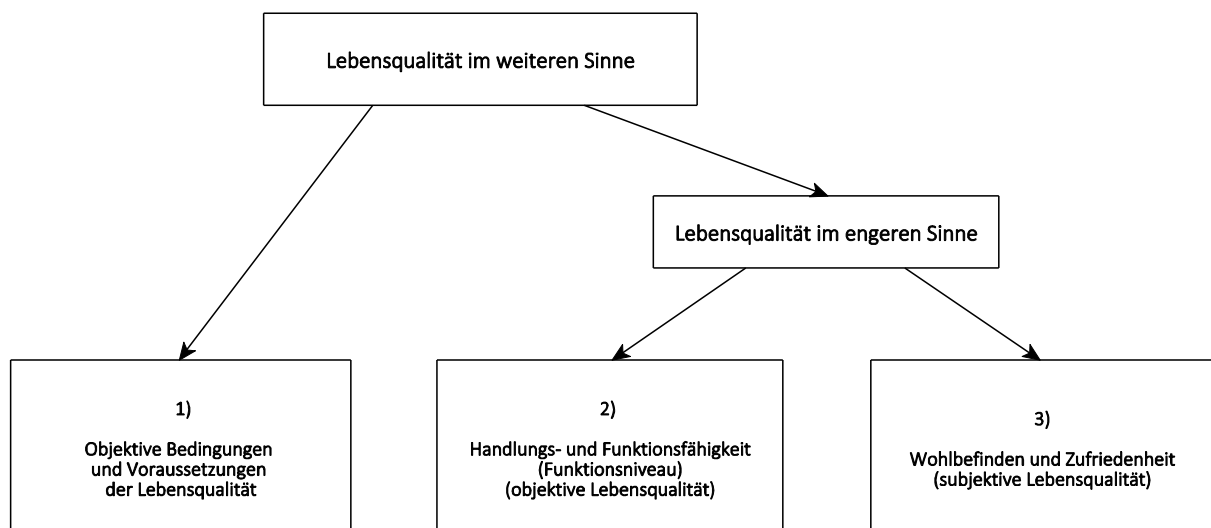 Lebensqualität im weiteren Sinne
Lebensqualität im engeren Sinne
1)
Objektive Bedingungen
und Voraussetzungen
der Lebensqualität
2)
Handlungs- und Funktionsfähigkeit
(Funktionsniveau)
(objektive Lebensqualität)
3)
Wohlbefinden und Zufriedenheit
(subjektive Lebensqualität)